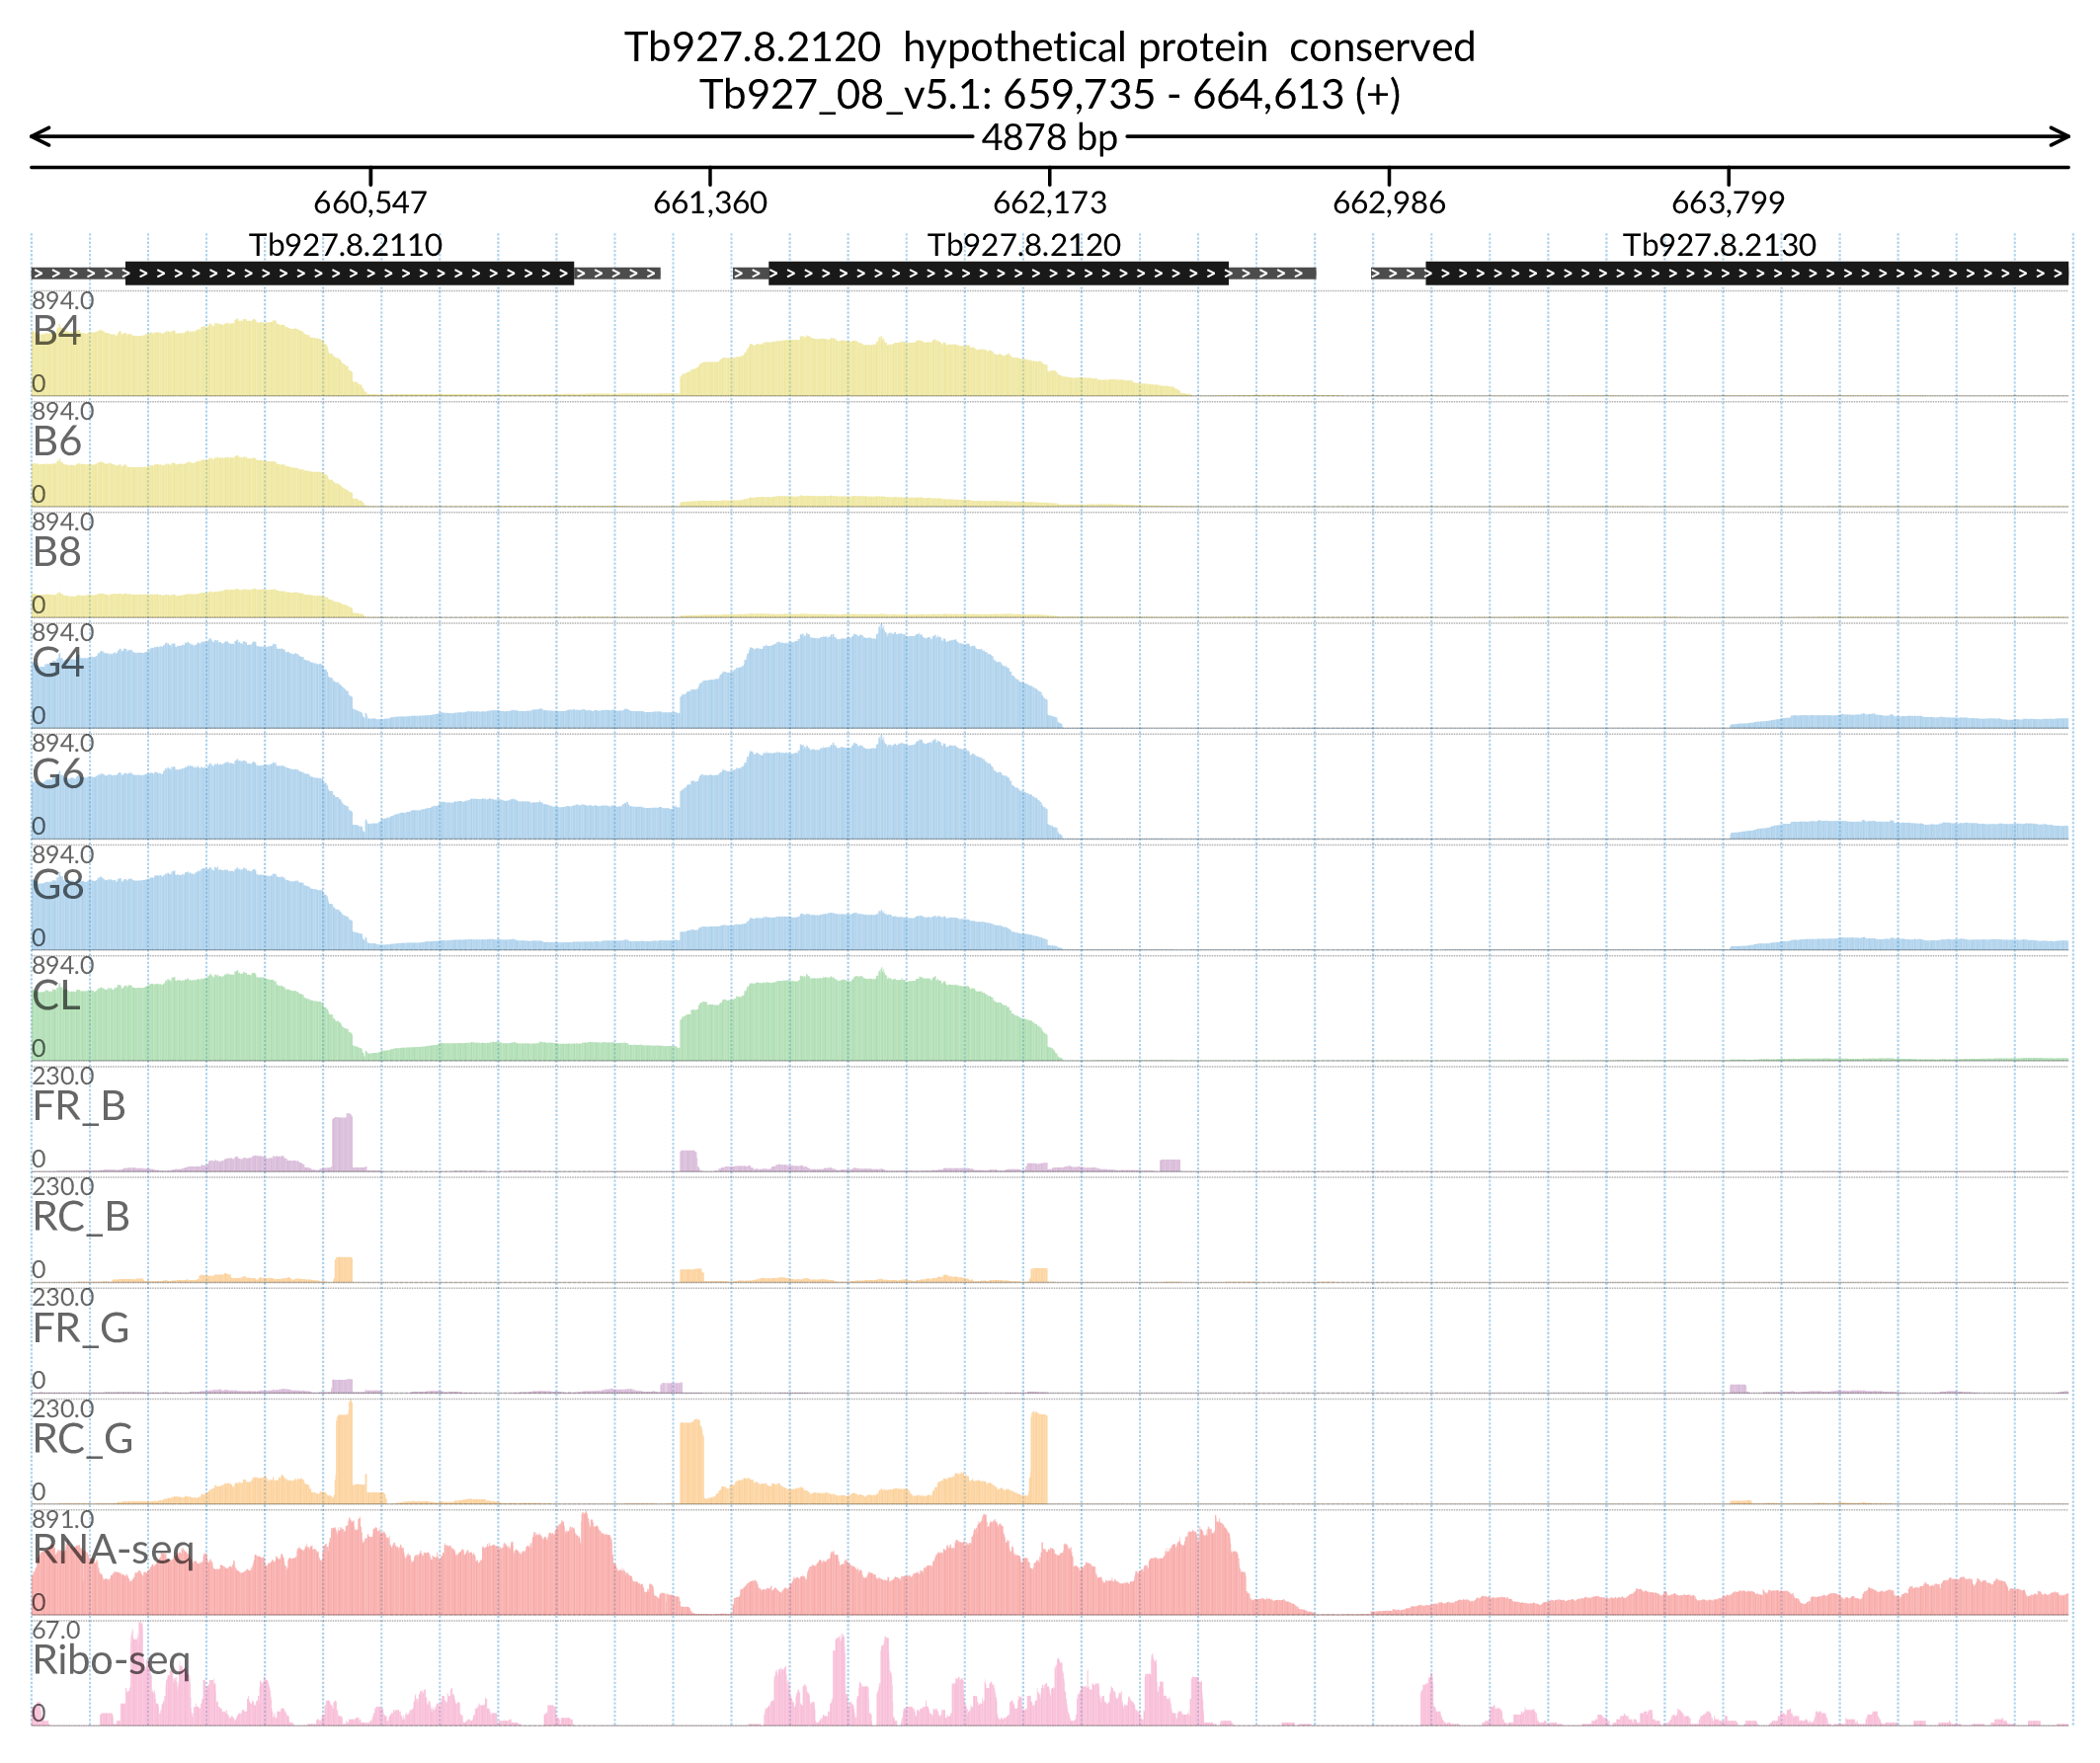 Tb927.8.2120  hypothetical protein  conserved
Tb927_08_v5.1: 659,735 - 664,613 (+)
4878 bp
660,547 661,360 662,173 662,986 663,799
Tb927.8.2110 Tb927.8.2120 Tb927.8.2130
894.0
B4
0
894.0
B6
0
894.0
B8
0
894.0
G4
0
894.0
G6
0
894.0
G8
0
894.0
CL
0
230.0
FR_B
0
230.0
RC_B
0
230.0
FR_G
0
230.0
RC_G
0
891.0
RNA-seq
0
67.0
Ribo-seq
0